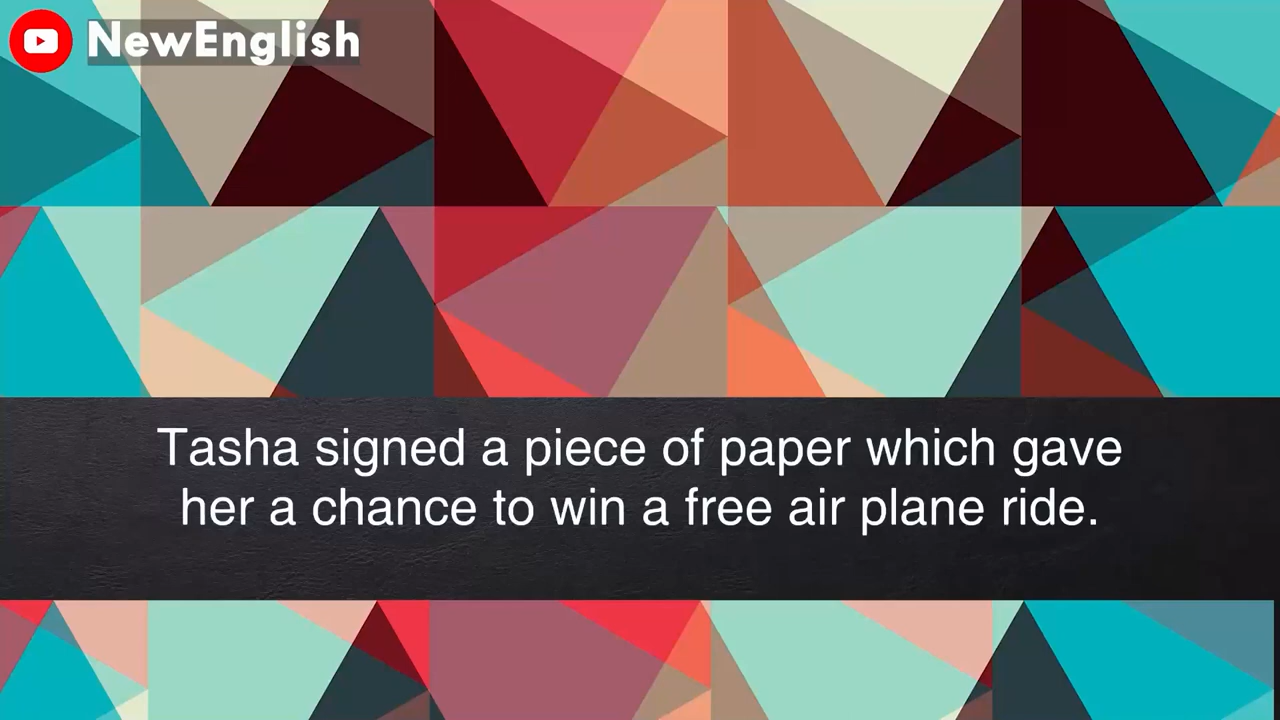 NewEnglish
Tasha signed a piece of paper which gave
her a chance to win a free air plane ride.